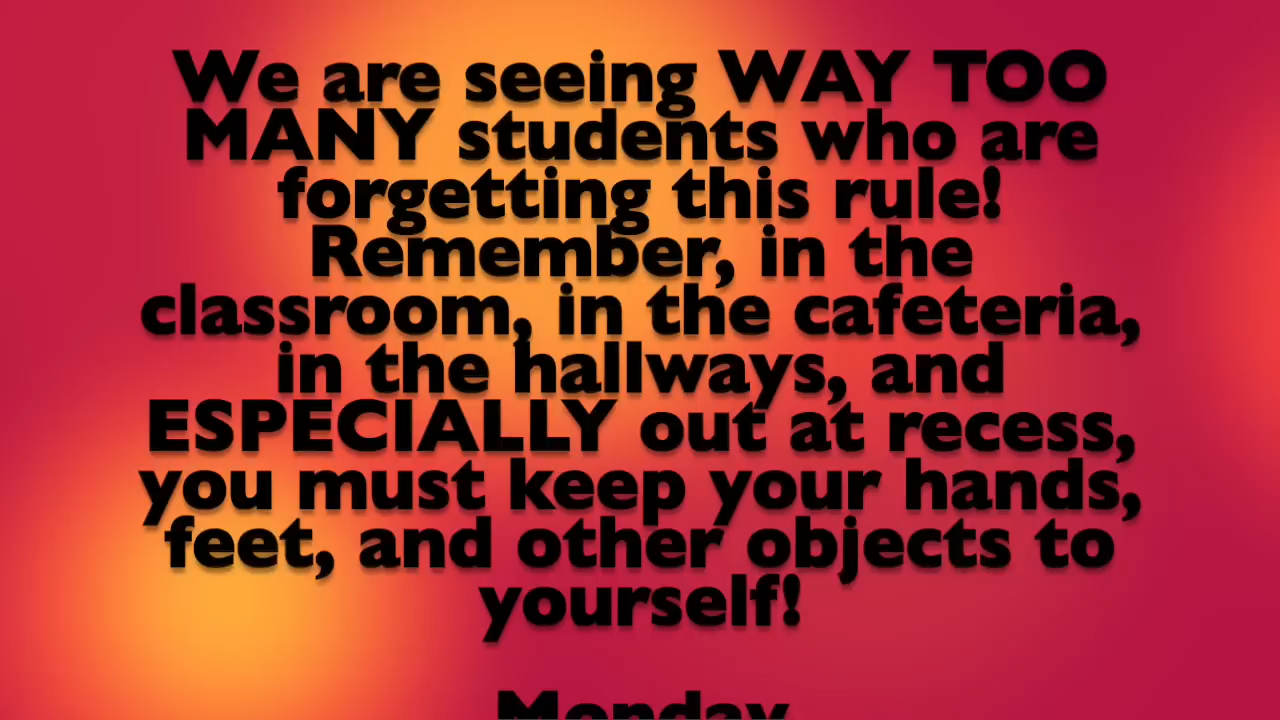 We are seeing WAY TOO
MANY students who are
forgetting this rule!
Remember, in the
classroom, in the cafeteria,
in the hallways, and
ESPECIALLY out at recess,
you must keep your hands,
feet, and other objects to
yourself!
Monday